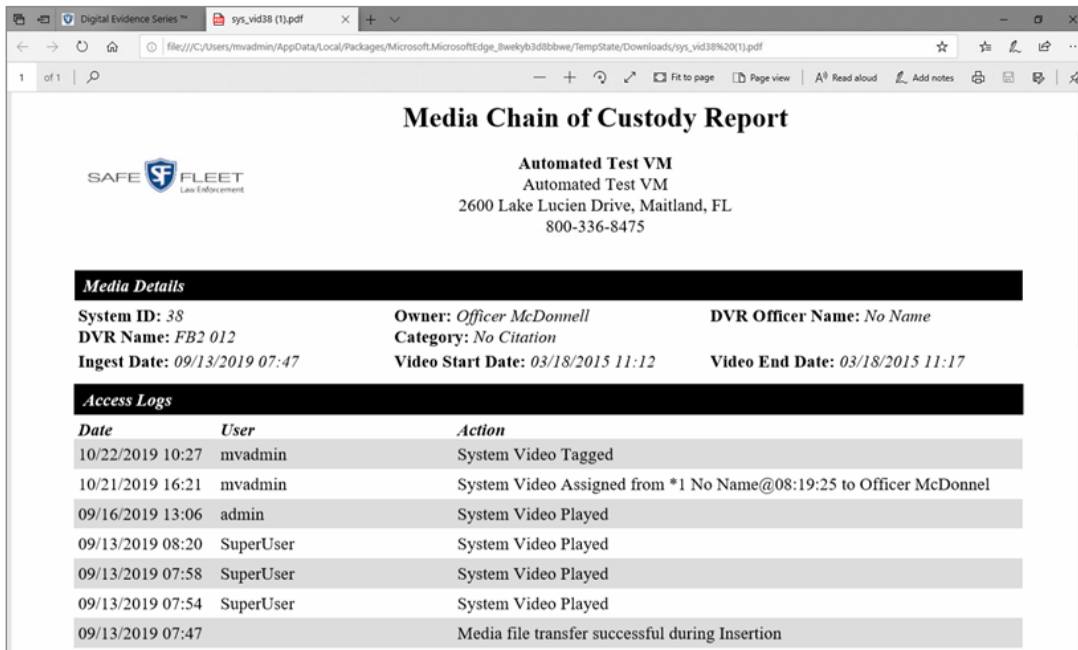 Digital Evidence Series ™
sys_vid38 (1).pdf
file:///C:/Users/mvadmin/AppData/Local/Packages/Microsoft.MicrosoftEdge_8wekyb3d8bbwe/TempState/Downloads/sys_vid38%20(1).pdf
1 of 1 Fit to page Page view Read aloud Add notes
Media Chain of Custody Report
SAFE SF FLEET
Law Enforcement
Automated Test VM
Automated Test VM
2600 Lake Lucien Drive, Maitland, FL
800-336-8475
Media Details
System ID: 38 Owner: Officer McDonnell DVR Officer Name: No Name
DVR Name: FB2 012 Category: No Citation
Ingest Date: 09/13/2019 07:47 Video Start Date: 03/18/2015 11:12 Video End Date: 03/18/2015 11:17
Access Logs
Date User Action
10/22/2019 10:27 mvadmin System Video Tagged
10/21/2019 16:21 mvadmin System Video Assigned from *1 No Name@08:19:25 to Officer McDonnel
09/16/2019 13:06 admin System Video Played
09/13/2019 08:20 SuperUser System Video Played
09/13/2019 07:58 SuperUser System Video Played
09/13/2019 07:54 SuperUser System Video Played
09/13/2019 07:47 Media file transfer successful during Insertion